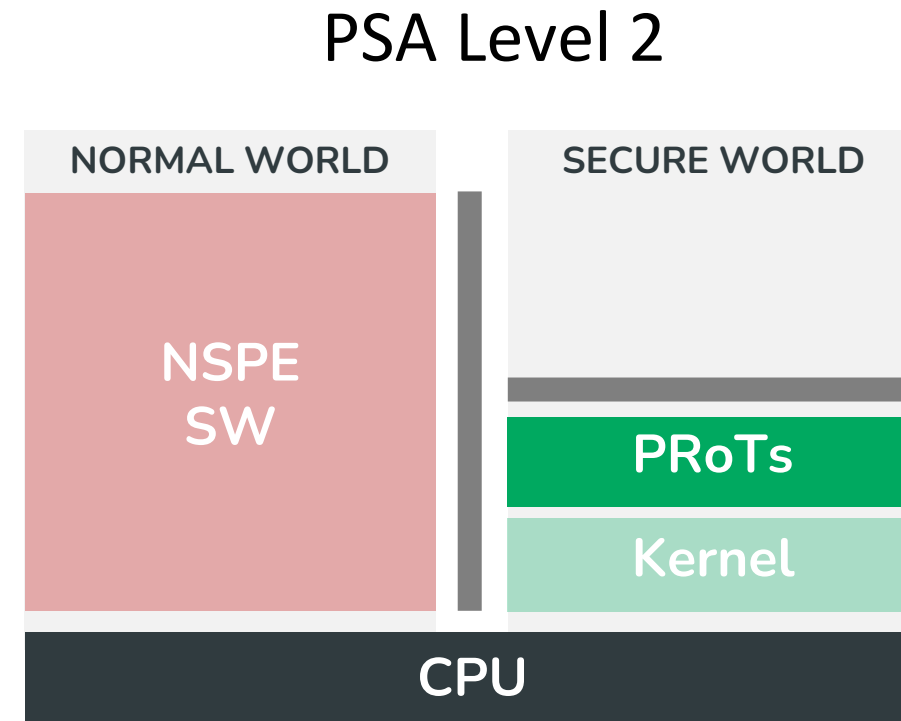 PSA Level 2
NORMAL WORLD
SECURE WORLD
NSPE
SW
PRoTs
Kernel
CPU